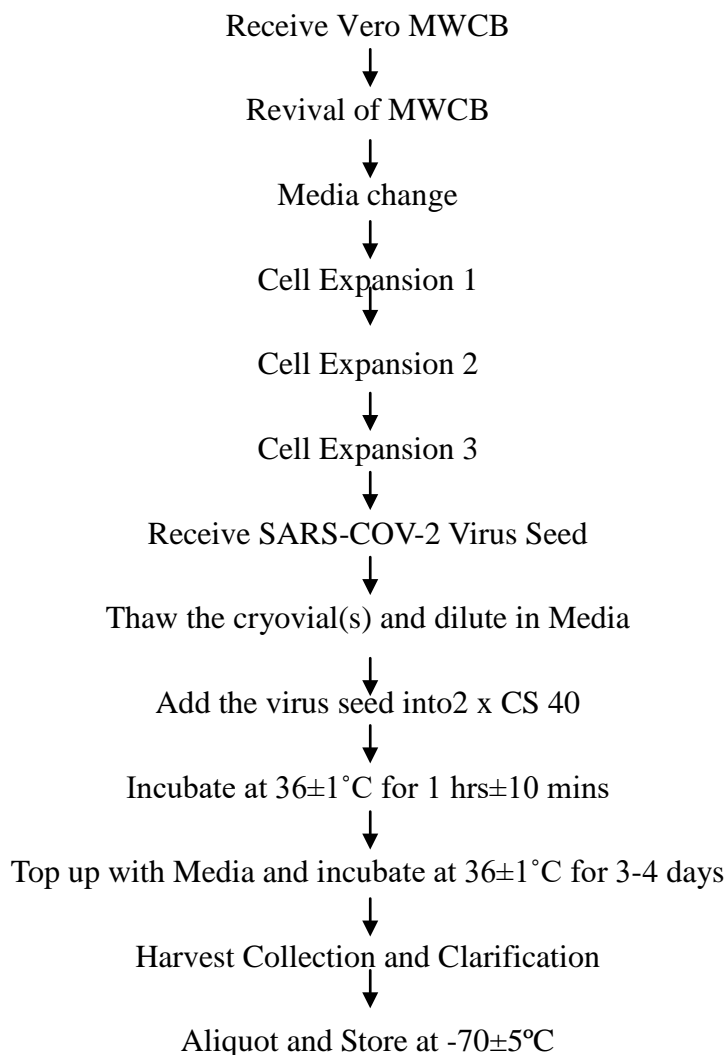 Receive Vero MWCB
Revival of MWCB
Media change
Cell Expansion 1
Cell Expansion 2
Cell Expansion 3
Receive SARS-COV-2 Virus Seed
Thaw the cryovial(s) and dilute in Media
Add the virus seed into2 x CS 40
Incubate at 36±1˚C for 1 hrs±10 mins
Top up with Media and incubate at 36±1˚C for 3-4 days
Harvest Collection and Clarification
Aliquot and Store at -70±5ºC